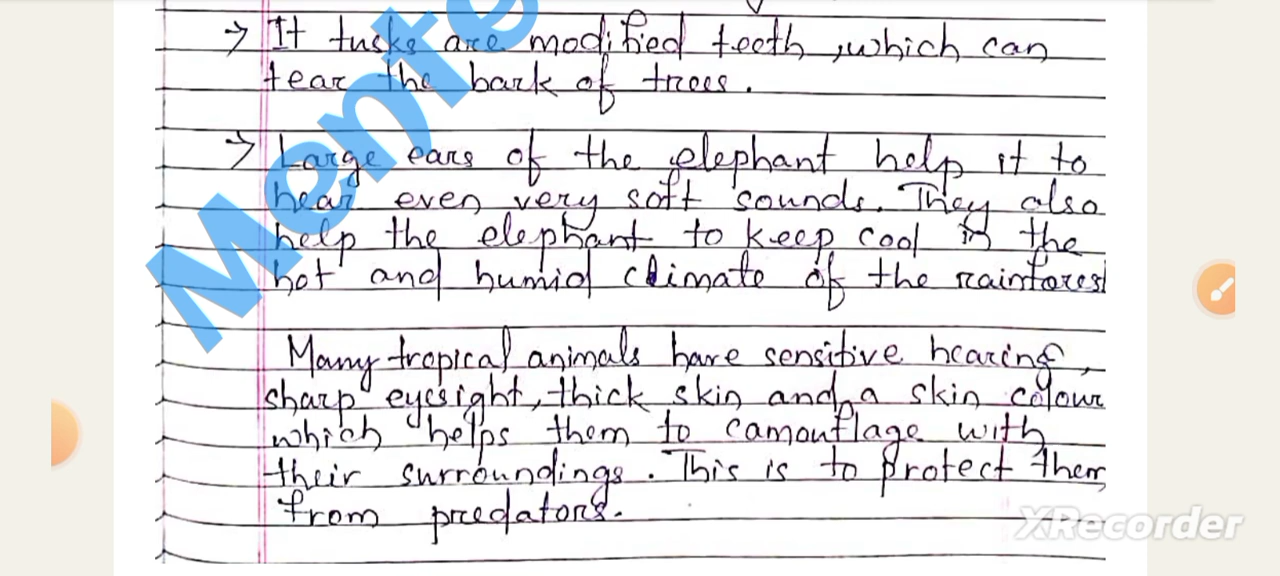 → It tusks are modified teeth, which can
tear the bark of trees.
→ Large ears of the elephant help it to
hear even very soft sounds. They also
help the elephant to keep cool in the
hot and humid climate of the rainforest
Many tropical animals have sensitive hearing,
sharp eyesight, thick skin and a skin colour
which helps them to camouflage with
their surroundings. This is to protect them
from predators.
Mente
XRecorder